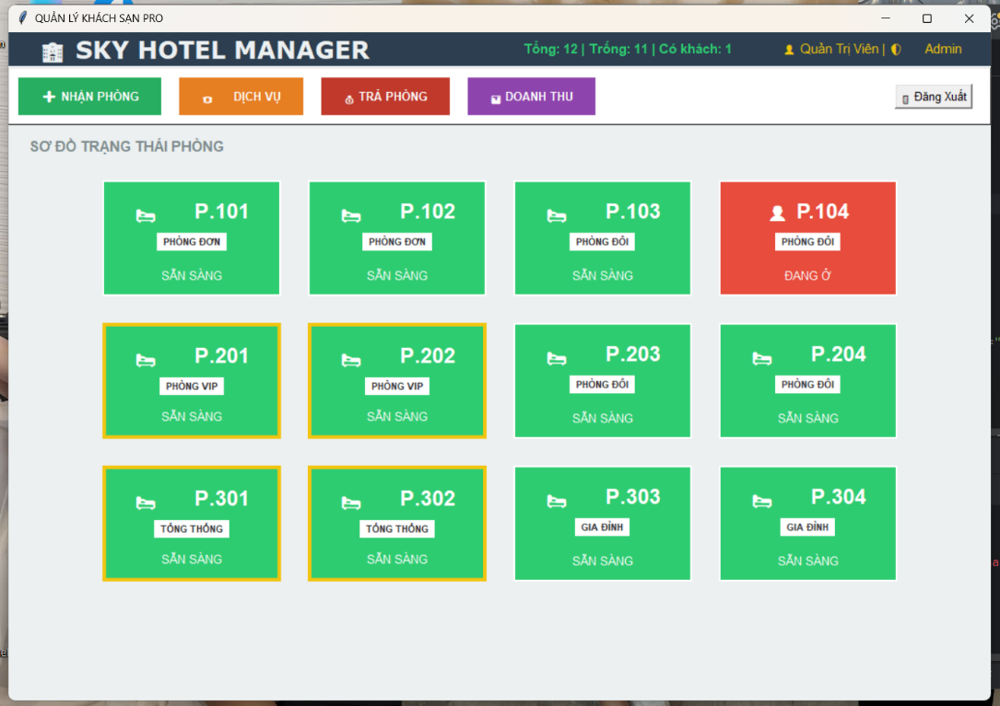 QUẢN LÝ KHÁCH SẠN PRO
SKY HOTEL MANAGER
Tổng: 12 | Trống: 11 | Có khách: 1
Quản Trị Viên |
Admin
NHẬN PHÒNG
DỊCH VỤ
TRẢ PHÒNG
DOANH THU
Đăng Xuất
SƠ ĐỒ TRẠNG THÁI PHÒNG
P.101
PHÒNG ĐƠN
SẴN SÀNG
P.102
PHÒNG ĐƠN
SẴN SÀNG
P.103
PHÒNG ĐÔI
SẴN SÀNG
P.104
PHÒNG ĐÔI
ĐANG Ở
P.201
PHÒNG VIP
SẴN SÀNG
P.202
PHÒNG VIP
SẴN SÀNG
P.203
PHÒNG ĐÔI
SẴN SÀNG
P.204
PHÒNG ĐÔI
SẴN SÀNG
P.301
TỔNG THỐNG
SẴN SÀNG
P.302
TỔNG THỐNG
SẴN SÀNG
P.303
GIA ĐÌNH
SẴN SÀNG
P.304
GIA ĐÌNH
SẴN SÀNG